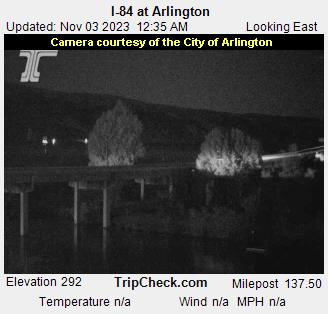 I-84 at Arlington
Updated: Nov 03 2023 12:35 AM Looking East
Camera courtesy of the City of Arlington
Elevation 292 TripCheck.com Milepost 137.50
Temperature n/a Wind n/a MPH n/a